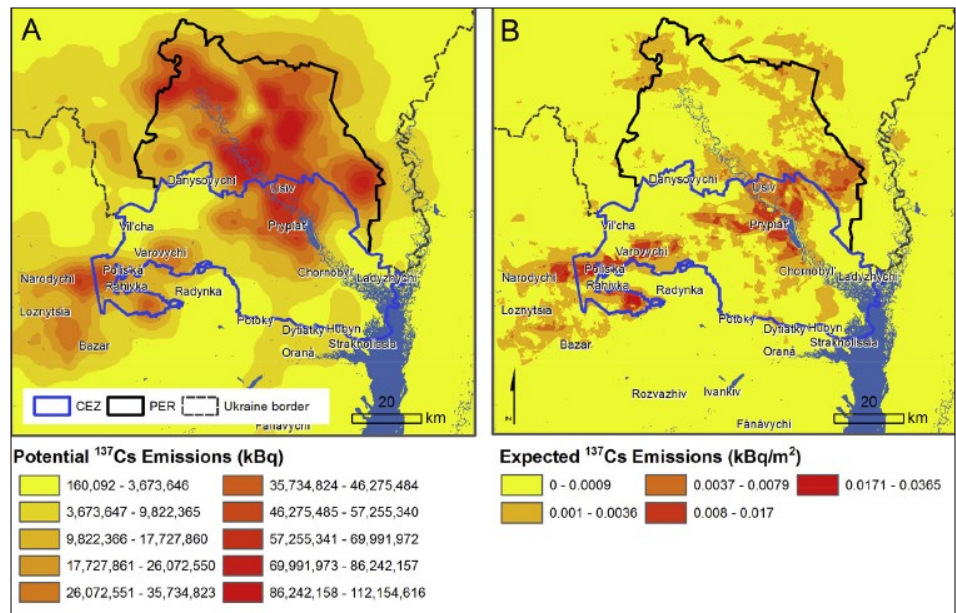 A
Danysovychi
Usiv
Vil'cha
Prypiat
Varovychi
Chornobyl'
Narodychi
Poliska
Ladyzhychi
Rahivka
Radynka
Loznytsia
Potoky
Dytiatky Hubyn
Bazar
Strakholissia
Orana
CEZ PER Ukraine border
20
km
Fanavychi
B
Danysovychi
Usiv
Vil'cha
Prypiat
Varovychi
Chornobyl'
Narodychi
Poliska
Ladyzhychi
Rahivka
Radynka
Loznytsia
Potoky
Dytiatky Hubyn
Bazar
Strakholissia
Orana
Rozvazhiv
Ivankiv
20
km
Fanavychi
Potential ¹³⁷Cs Emissions (kBq)
160,092 - 3,673,646
3,673,647 - 9,822,365
9,822,366 - 17,727,860
17,727,861 - 26,072,550
26,072,551 - 35,734,823
35,734,824 - 46,275,484
46,275,485 - 57,255,340
57,255,341 - 69,991,972
69,991,973 - 86,242,157
86,242,158 - 112,154,616
Expected ¹³⁷Cs Emissions (kBq/m²)
0 - 0.0009
0.001 - 0.0036
0.0037 - 0.0079
0.008 - 0.017
0.0171 - 0.0365